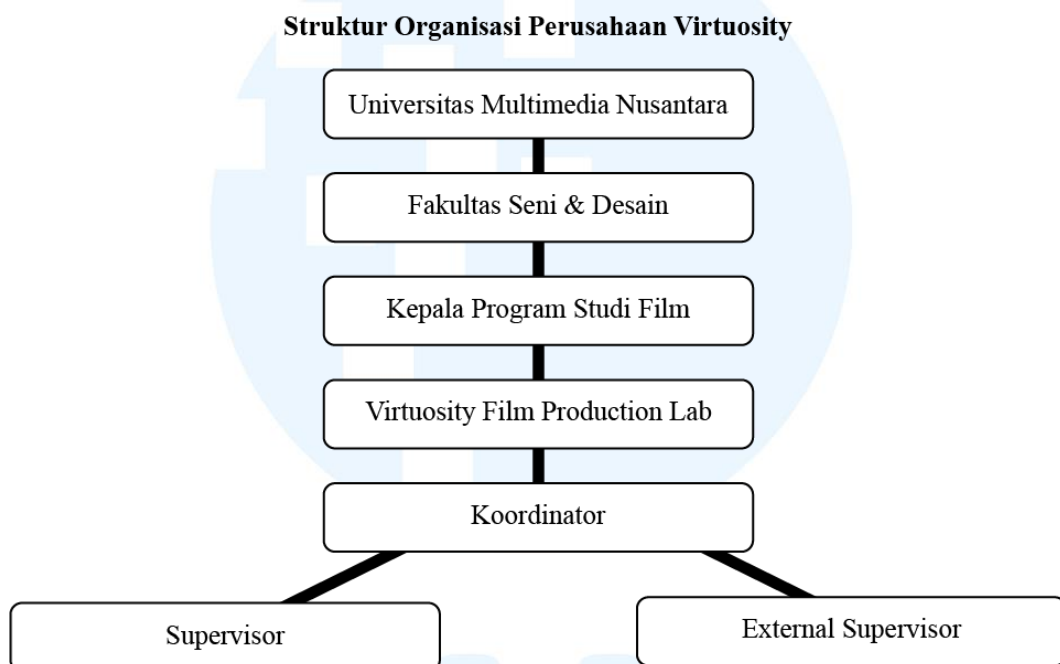 Struktur Organisasi Perusahaan Virtuosity
Universitas Multimedia Nusantara
Fakultas Seni & Desain
Kepala Program Studi Film
Virtuosity Film Production Lab
Koordinator
Supervisor
External Supervisor